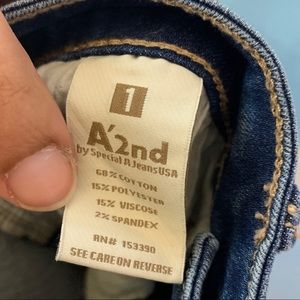 1
A'2nd
by Special A Jeans USA
68% COTTON
15% POLYESTER
15% VISCOSE
2% SPANDEX
RN# 153390
SEE CARE ON REVERSE